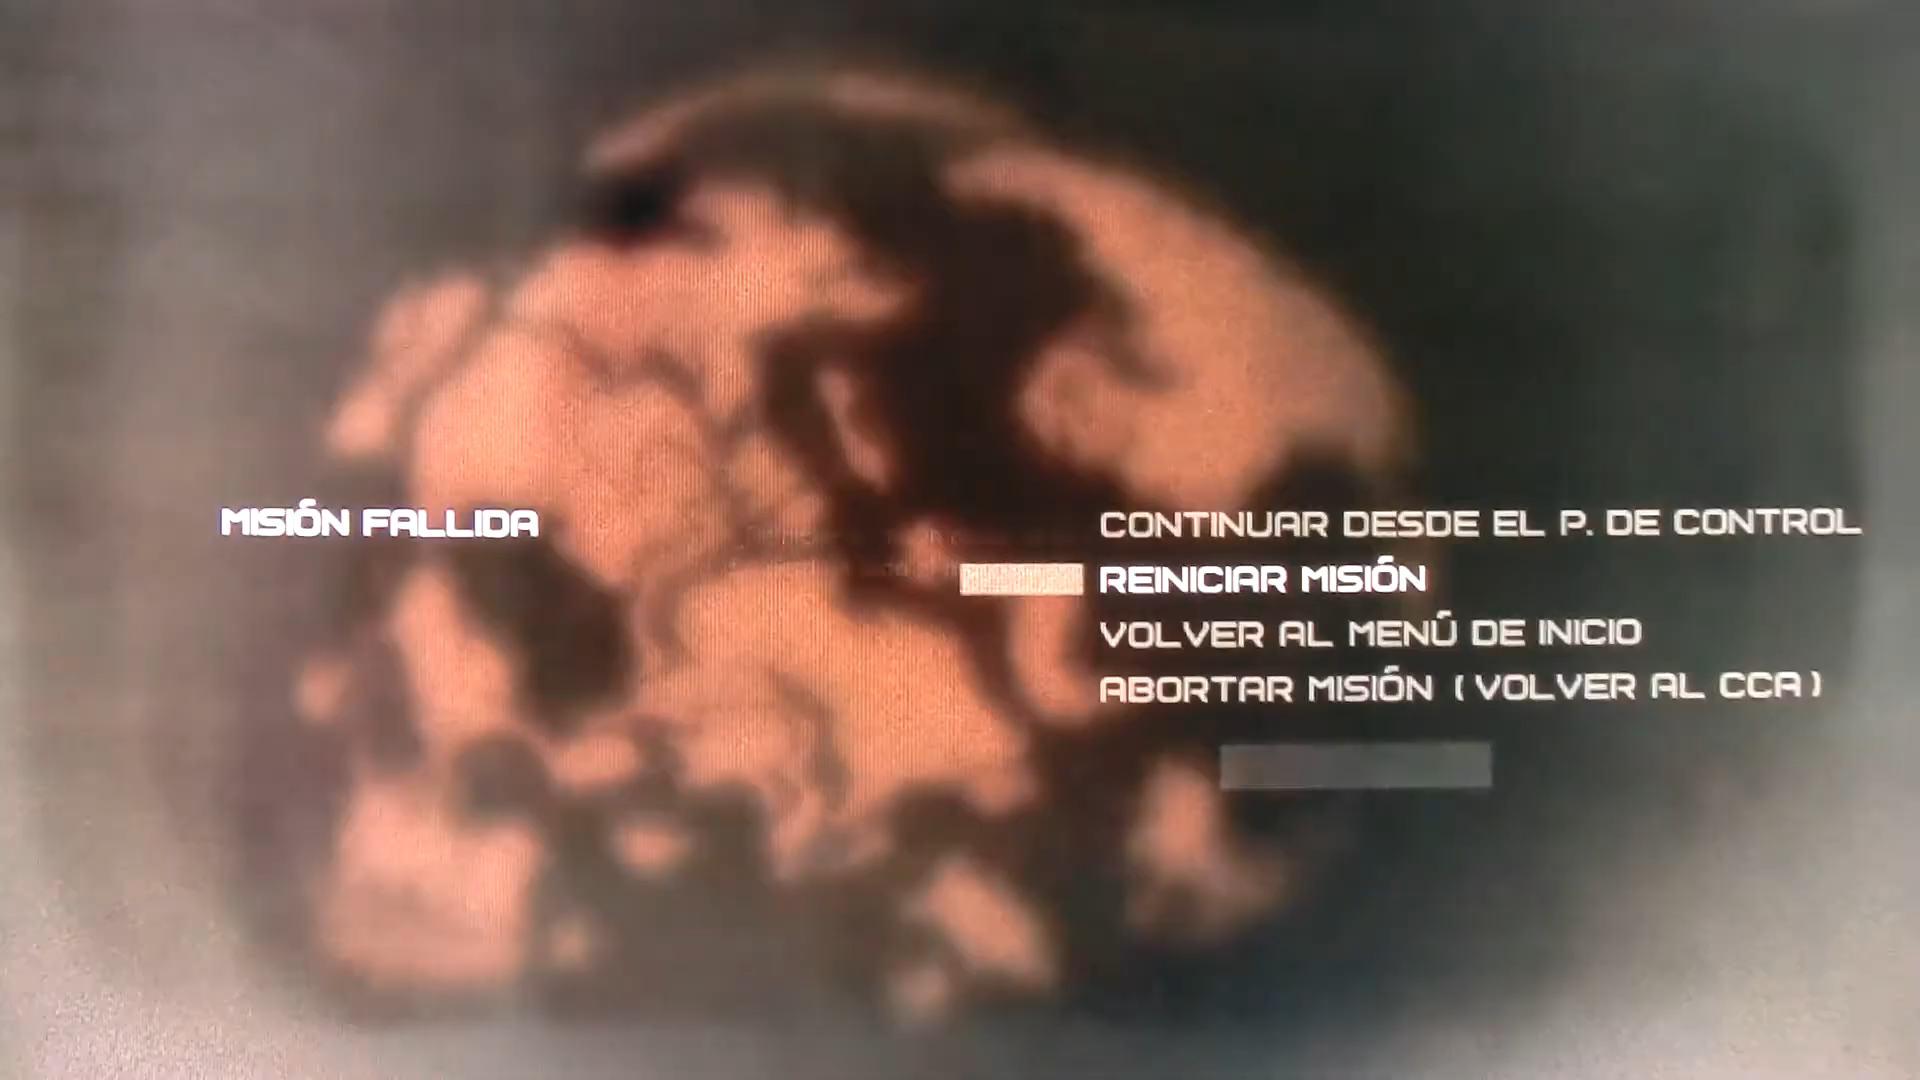 MISIÓN FALLIDA
CONTINUAR DESDE EL P. DE CONTROL
REINICIAR MISIÓN
VOLVER AL MENÚ DE INICIO
ABORTAR MISIÓN (VOLVER AL CCA)